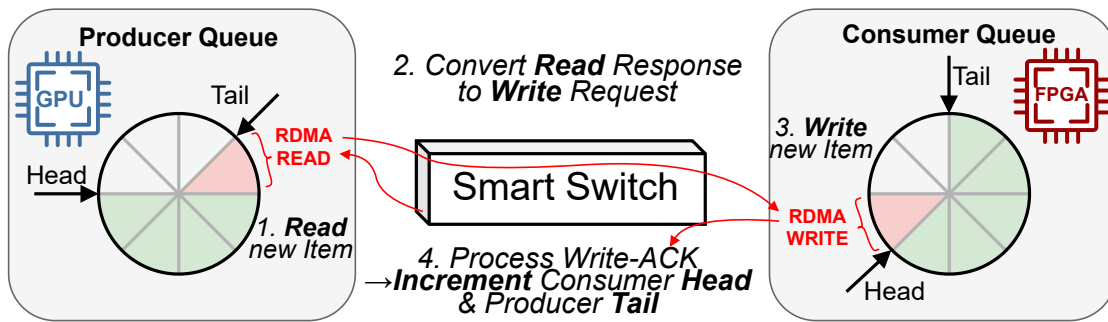 Producer Queue
GPU
Tail
Head
RDMA
READ
1. Read
new Item
2. Convert Read Response
to Write Request
Smart Switch
4. Process Write-ACK
→Increment Consumer Head
& Producer Tail
Consumer Queue
Tail
FPGA
3. Write
new Item
RDMA
WRITE
Head